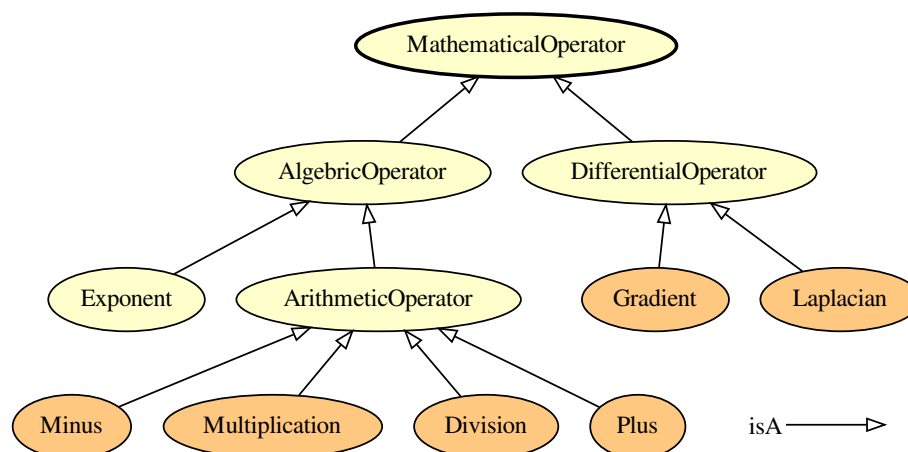 MathematicalOperator
AlgebricOperator
DifferentialOperator
Exponent
ArithmeticOperator
Gradient
Laplacian
Minus
Multiplication
Division
Plus
isA